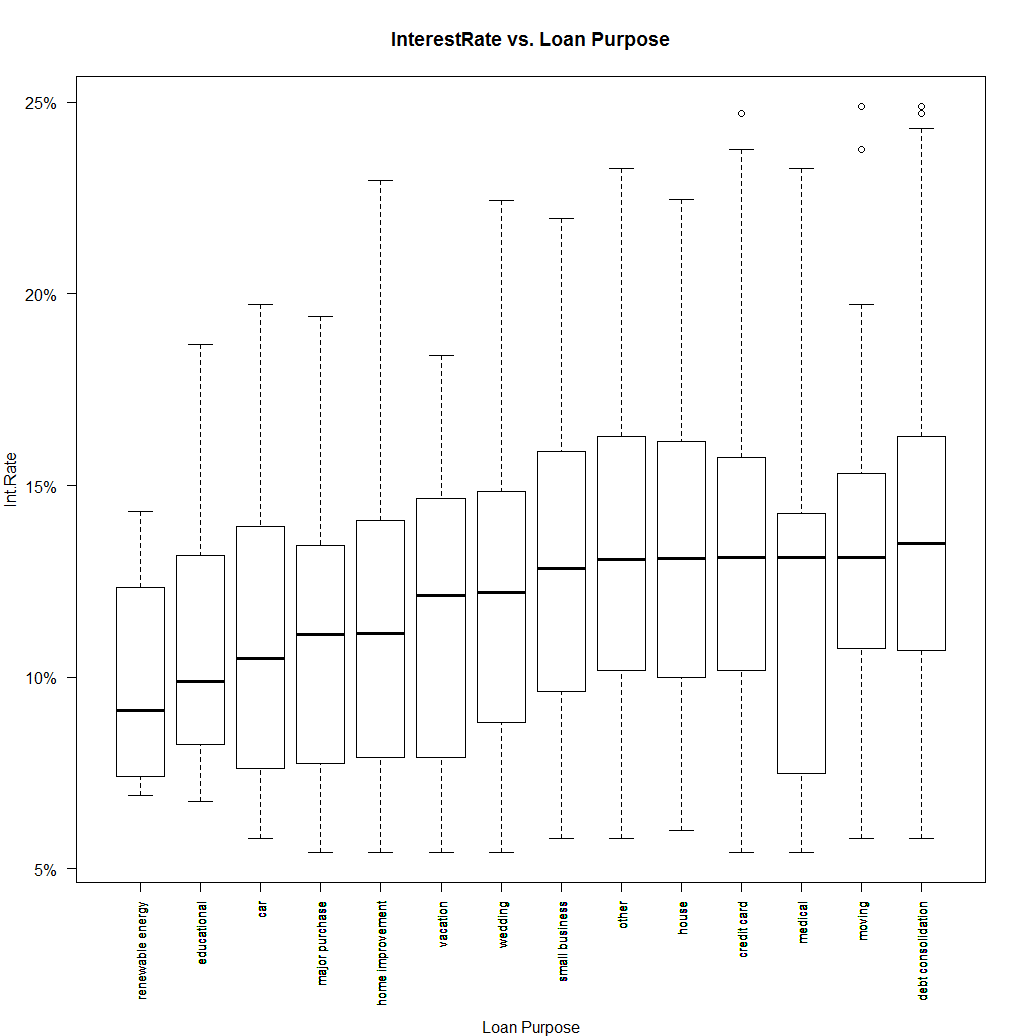 InterestRate vs. Loan Purpose
25%
20%
15%
10%
5%
Int.Rate
renewable energy
educational
car
major purchase
home improvement
vacation
wedding
small business
other
house
credit card
medical
moving
debt consolidation
Loan Purpose